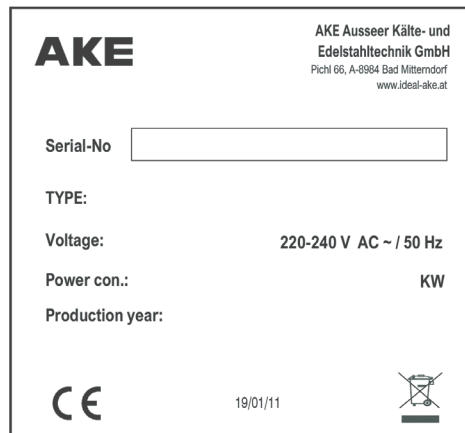 AKE
AKE Ausseer Kälte- und
Edelstahltechnik GmbH
Pichl 66, A-8984 Bad Mitterndorf
www.ideal-ake.at
Serial-No
TYPE:
Voltage: 220-240 V AC ~ / 50 Hz
Power con.: KW
Production year:
CE 19/01/11